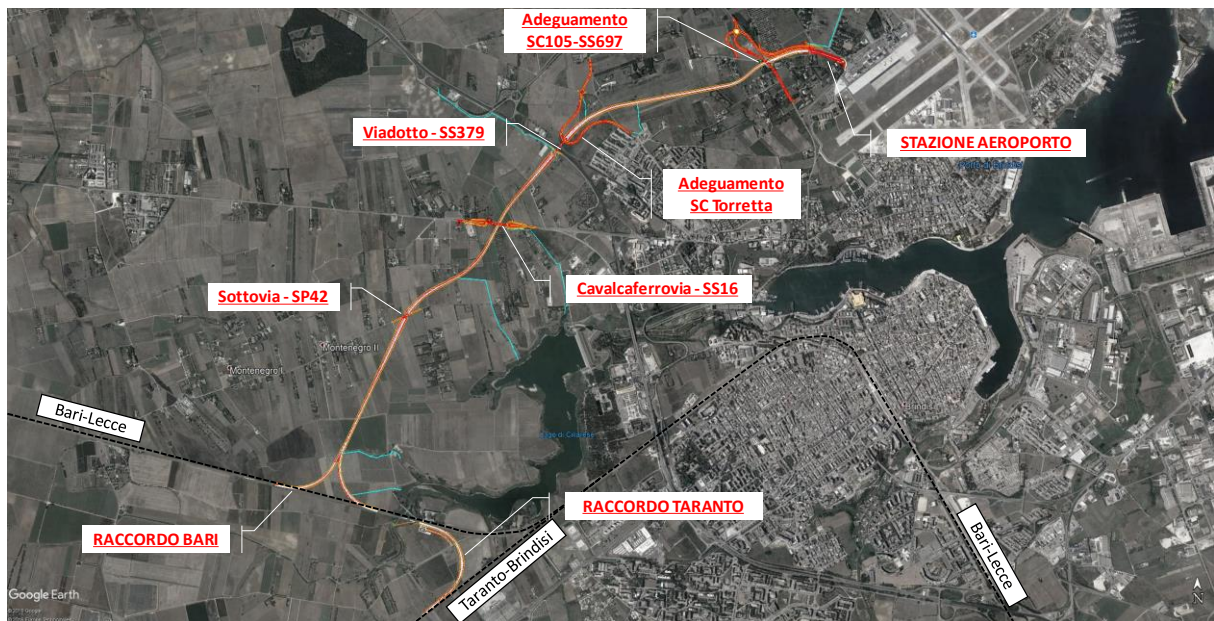 Adeguamento
SC105-SS697
Viadotto - SS379
STAZIONE AEROPORTO
Adeguamento
SC Torretta
Sottovia - SP42
Cavalcaferrovia - SS16
Montenegro II
Montenegro I
Bari-Lecce
RACCORDO BARI
RACCORDO TARANTO
Taranto-Brindisi
Bari-Lecce
Google Earth
N